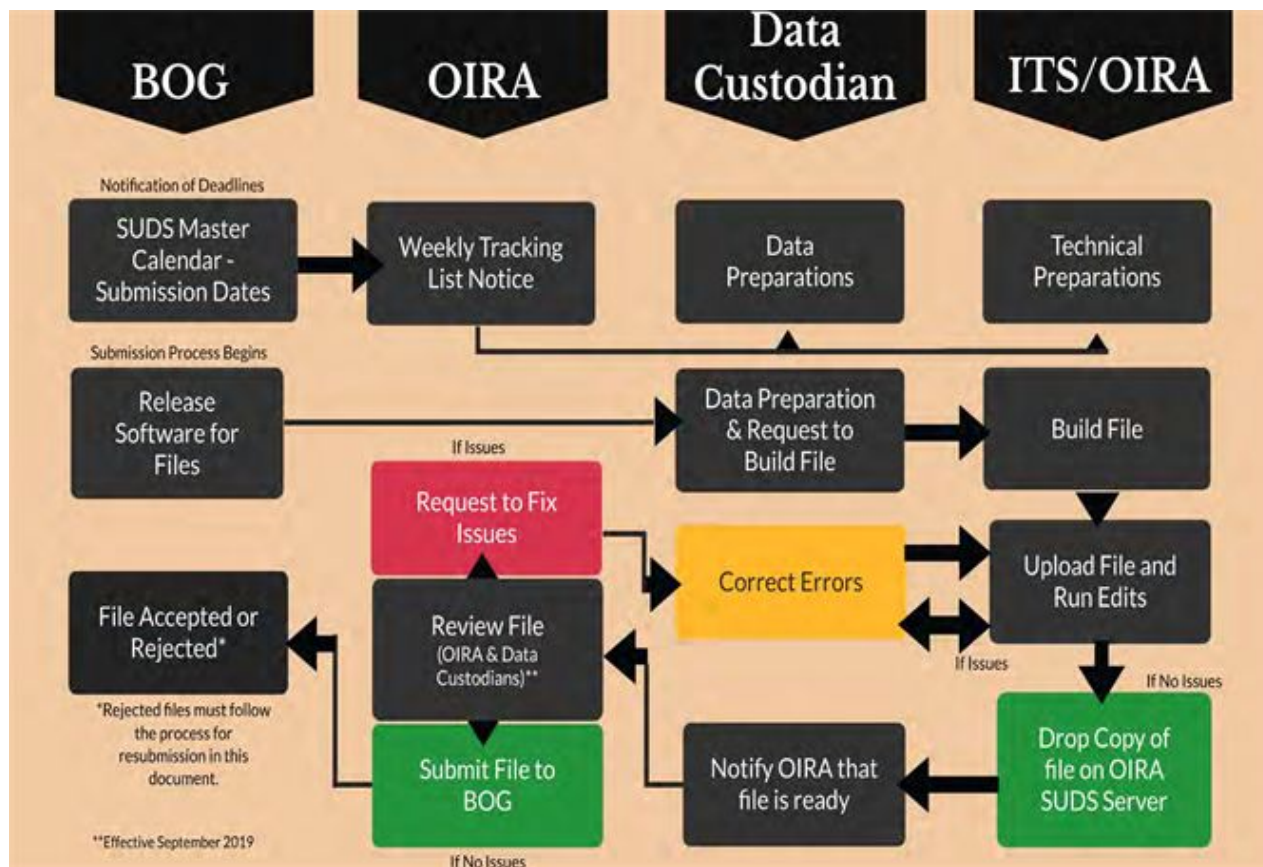 BOG
OIRA
Data
Custodian
ITS/OIRA
Notification of Deadlines
SUDS Master
Calendar -
Submission Dates
Weekly Tracking
List Notice
Data
Preparations
Technical
Preparations
Submission Process Begins
Release
Software for
Files
Data Preparation
& Request to
Build File
Build File
If Issues
Request to Fix
Issues
Correct Errors
Upload File and
Run Edits
File Accepted or
Rejected*
Review File
(OIRA & Data
Custodians)**
If Issues
If No Issues
*Rejected files must follow
the process for
resubmission in this
document.
Submit File to
BOG
Notify OIRA that
file is ready
Drop Copy of
file on OIRA
SUDS Server
**Effective September 2019
If No Issues